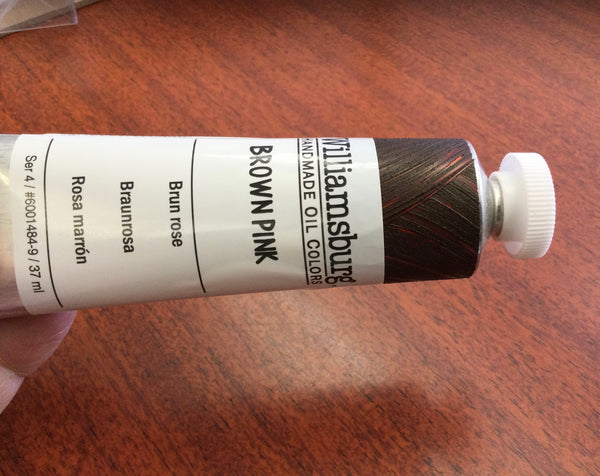 Williamsburg
HANDMADE OIL COLORS
BROWN PINK
Brun rose
Braunrosa
Rosa marrón
Ser 4 / #6001484-9 / 37 ml